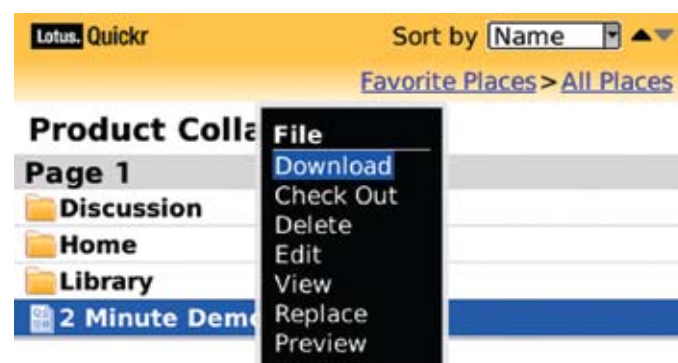 Lotus. Quickr
Sort by Name
Favorite Places > All Places
Product Colla
Page 1
Discussion
Home
Library
2 Minute Demo
File
Download
Check Out
Delete
Edit
View
Replace
Preview